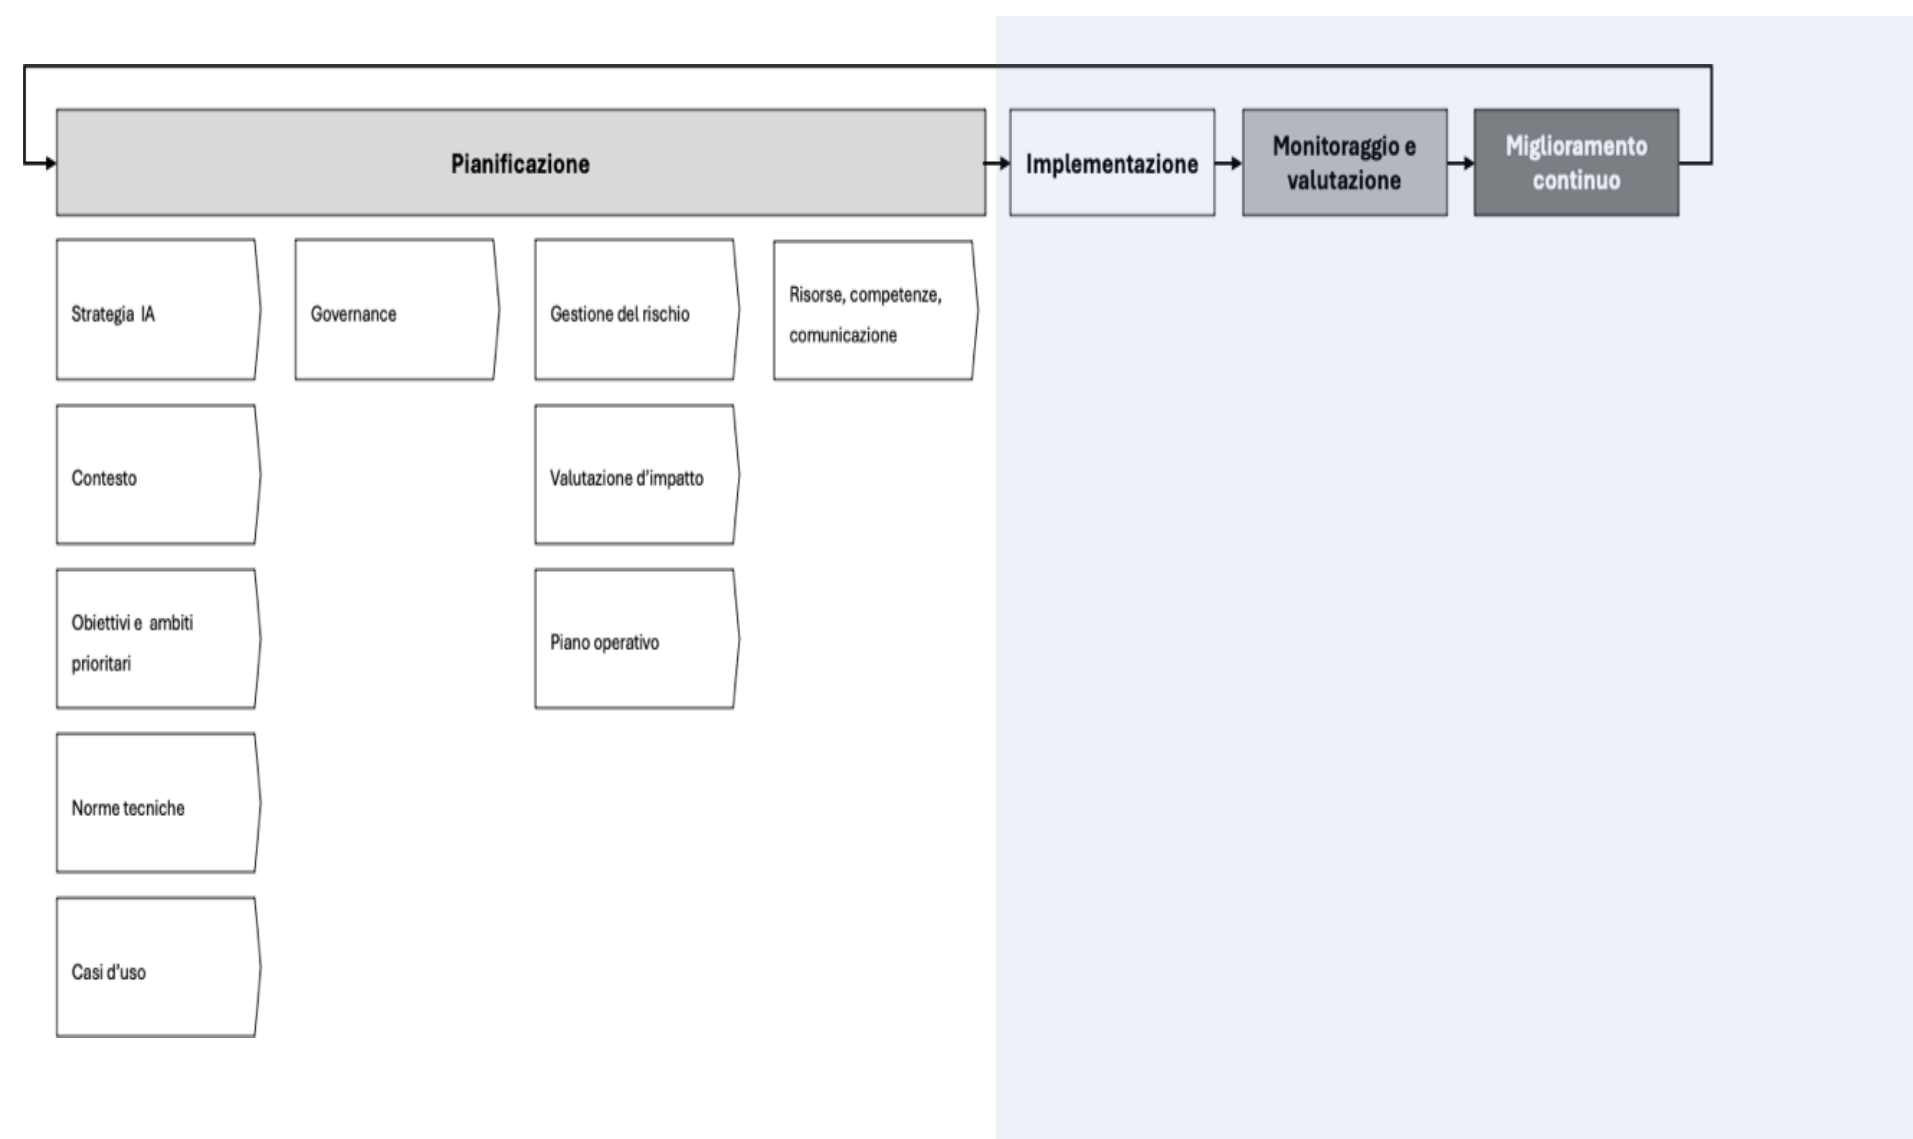 Pianificazione
Implementazione
Monitoraggio e
valutazione
Miglioramento
continuo
Strategia IA
Governance
Gestione del rischio
Risorse, competenze,
comunicazione
Contesto
Valutazione d'impatto
Obiettivi e ambiti
prioritari
Piano operativo
Norme tecniche
Casi d'uso